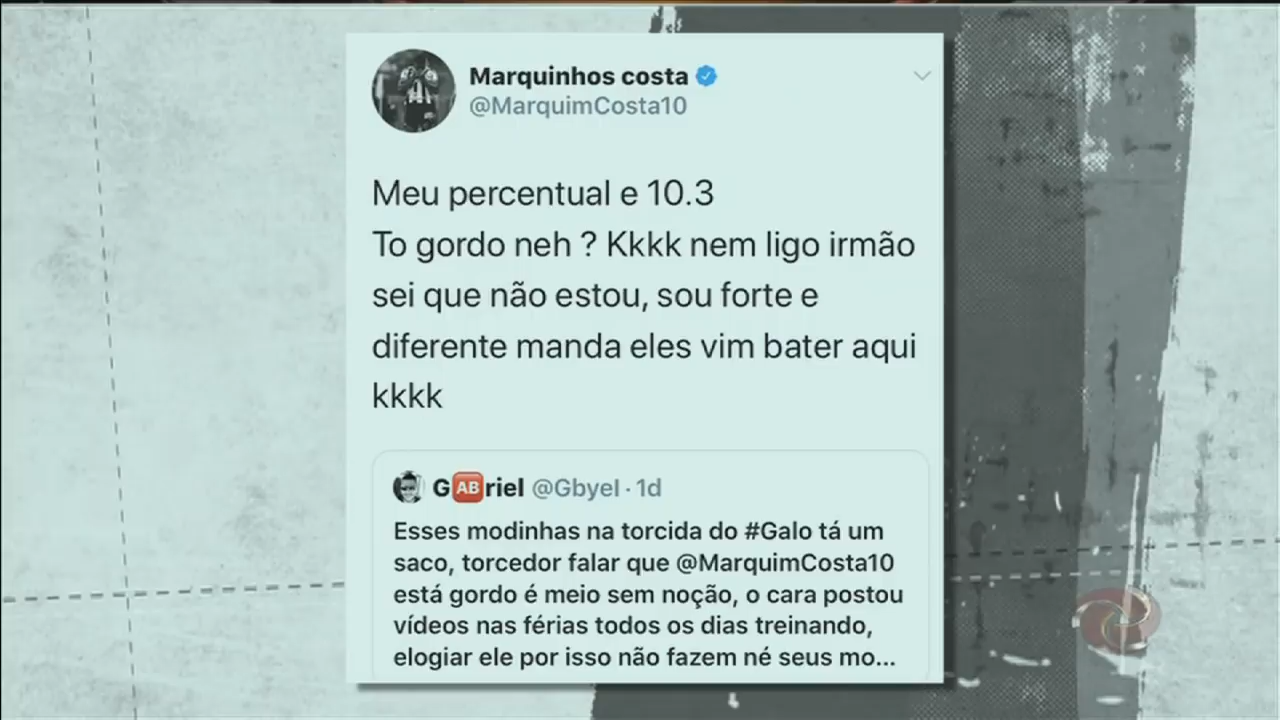 Marquinhos costa
@MarquimCosta10
Meu percentual e 10.3
To gordo neh ? Kkkk nem ligo irmão
sei que não estou, sou forte e
diferente manda eles vim bater aqui
kkkk
G🆎riel @Gbyel · 1d
Esses modinhas na torcida do #Galo tá um
saco, torcedor falar que @MarquimCosta10
está gordo é meio sem noção, o cara postou
vídeos nas férias todos os dias treinando,
elogiar ele por isso não fazem né seus mo...